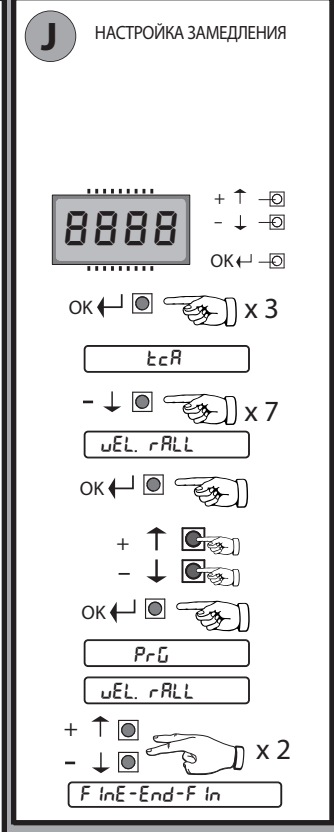 J НАСТРОЙКА ЗАМЕДЛЕНИЯ
8888
+ ↑
- ↓
OK↵
OK↵ x 3
tcA
- ↓ x 7
vEL. rALL
OK↵
+ ↑
- ↓
OK↵
PrG
vEL. rALL
+ ↑
- ↓ x 2
FInE-End-FIn